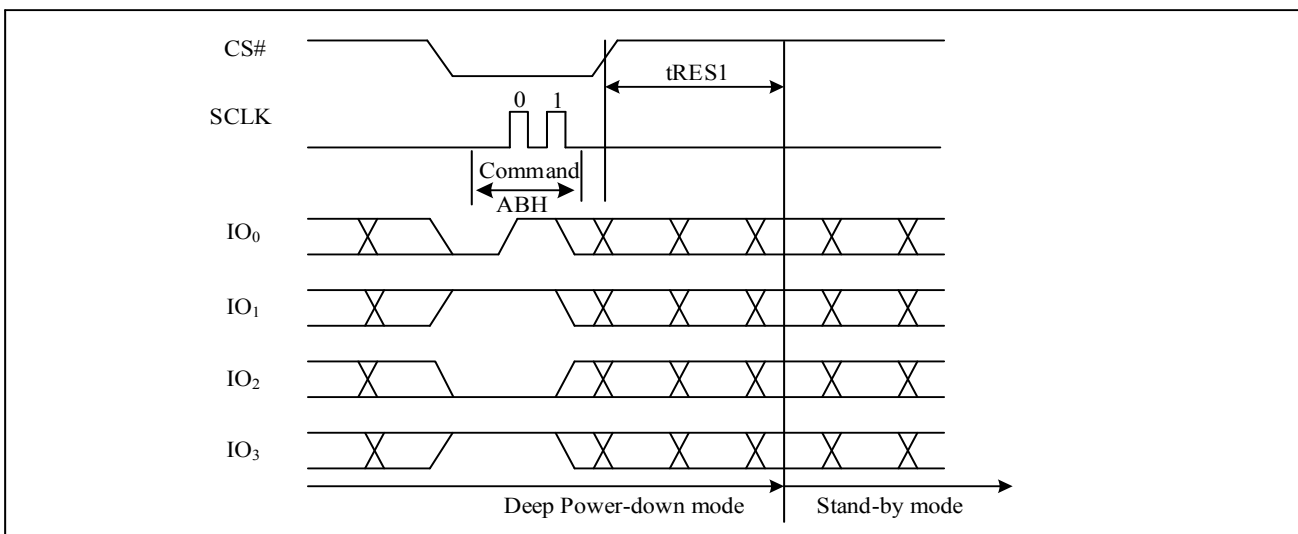 CS#
tRES1
SCLK
0 1
Command
ABH
IO₀
IO₁
IO₂
IO₃
Deep Power-down mode Stand-by mode